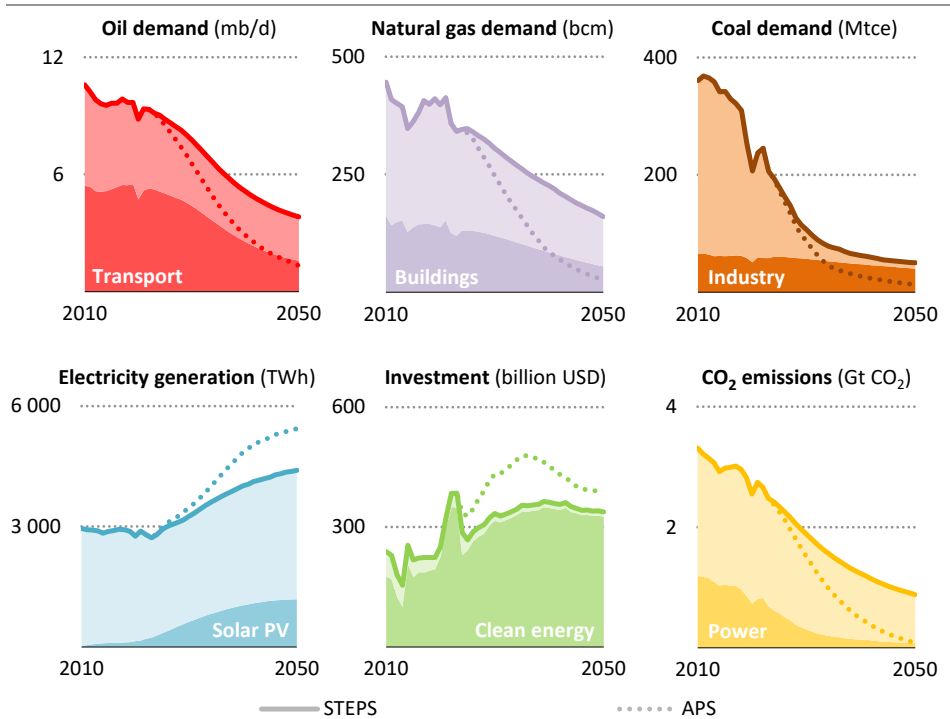 Oil demand (mb/d)
12
6
Transport
2010 2050
Natural gas demand (bcm)
500
250
Buildings
2010 2050
Coal demand (Mtce)
400
200
Industry
2010 2050
Electricity generation (TWh)
6 000
3 000
Solar PV
2010 2050
Investment (billion USD)
600
300
Clean energy
2010 2050
CO₂ emissions (Gt CO₂)
4
2
Power
2010 2050
STEPS APS